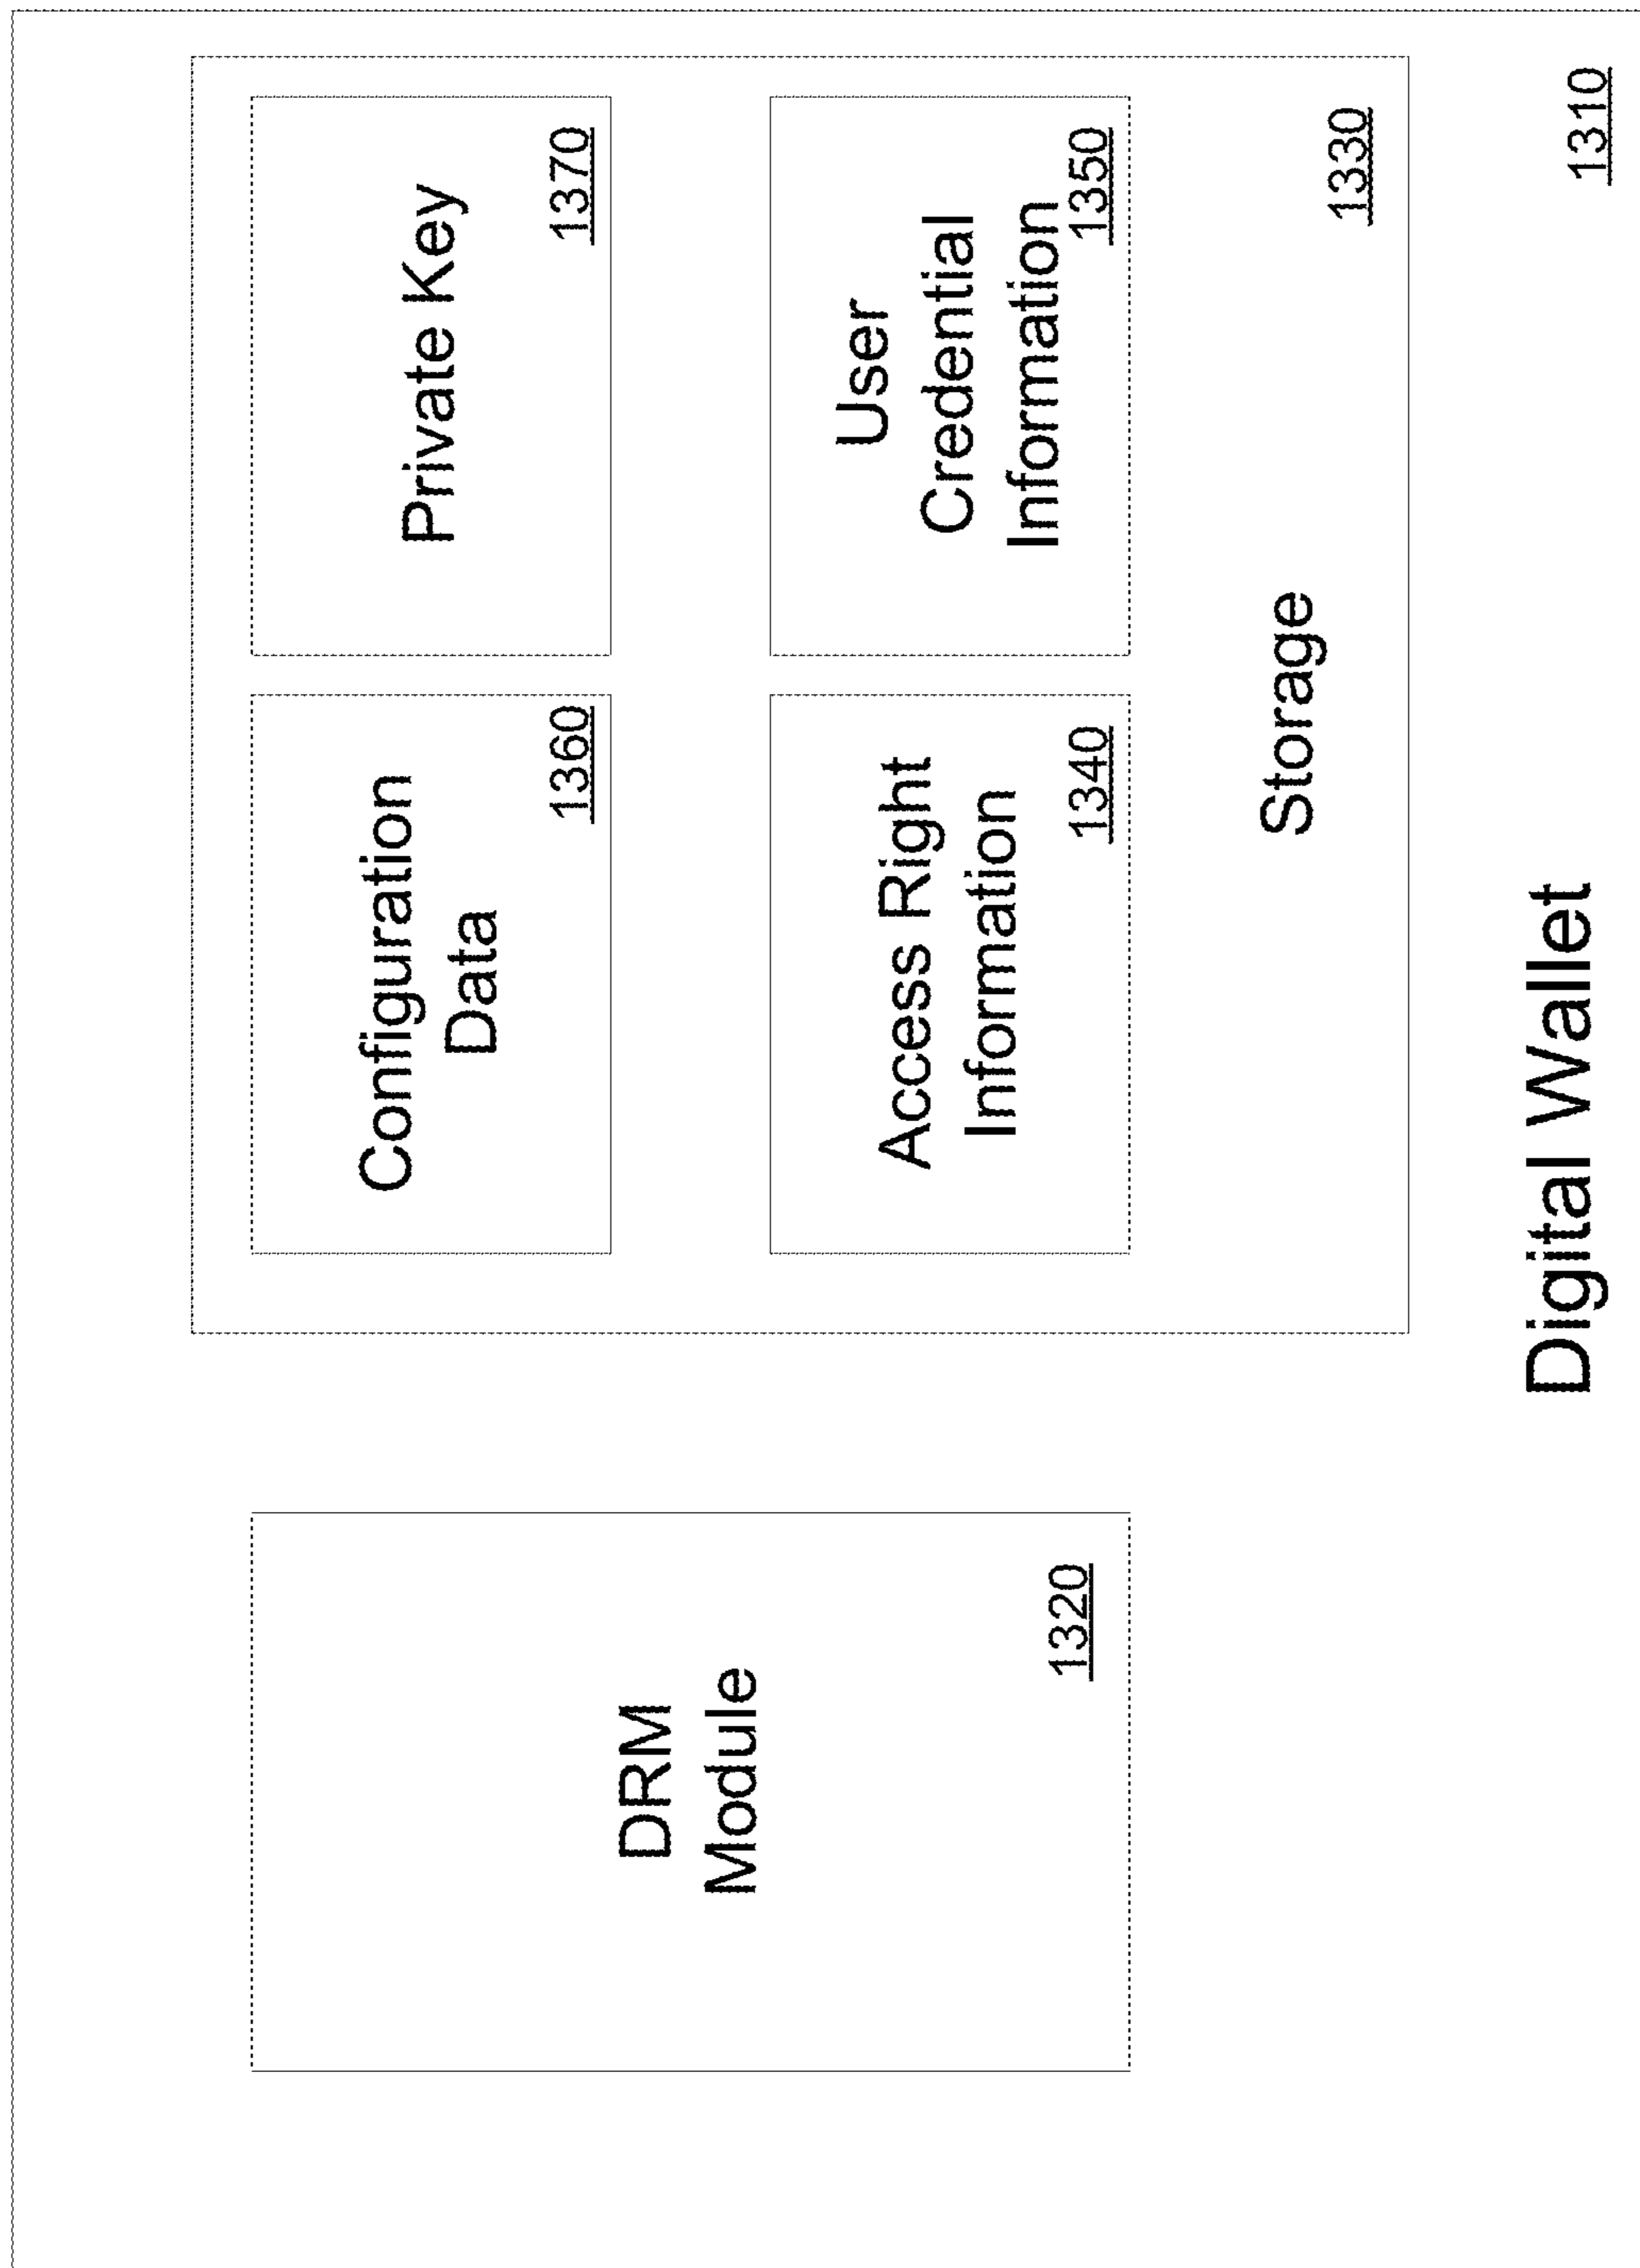 DRM
Module
1320
Configuration
Data
1360
Private Key
1370
Access Right
Information
1340
User
Credential
Information
1350
Storage
1330
Digital Wallet
1310